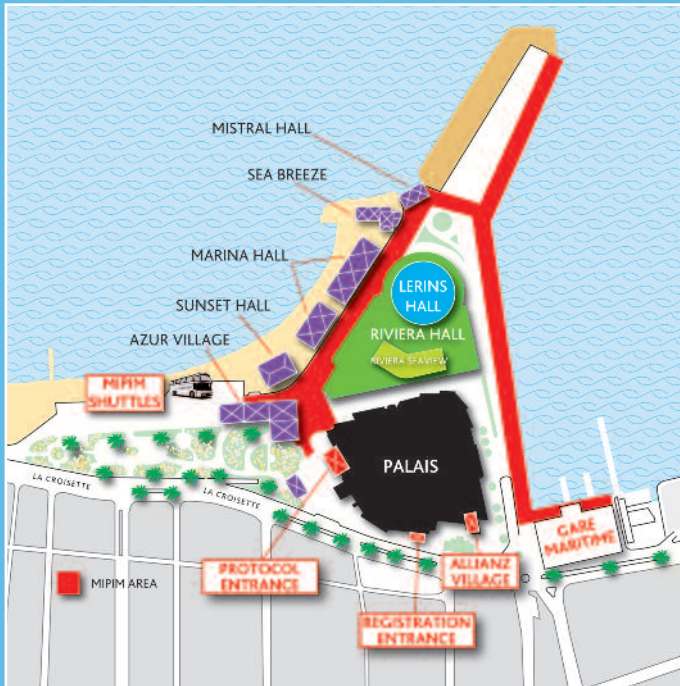 MISTRAL HALL
SEA BREEZE
MARINA HALL
LERINS
HALL
SUNSET HALL
RIVIERA HALL
AZUR VILLAGE
RIVIERA SEAVIEW
MIPIM
SHUTTLES
PALAIS
LA CROISETTE
LA CROISETTE
GARE
MARITIME
PROTOCOL
ENTRANCE
ALLIANZ
VILLAGE
MIPIM AREA
REGISTRATION
ENTRANCE